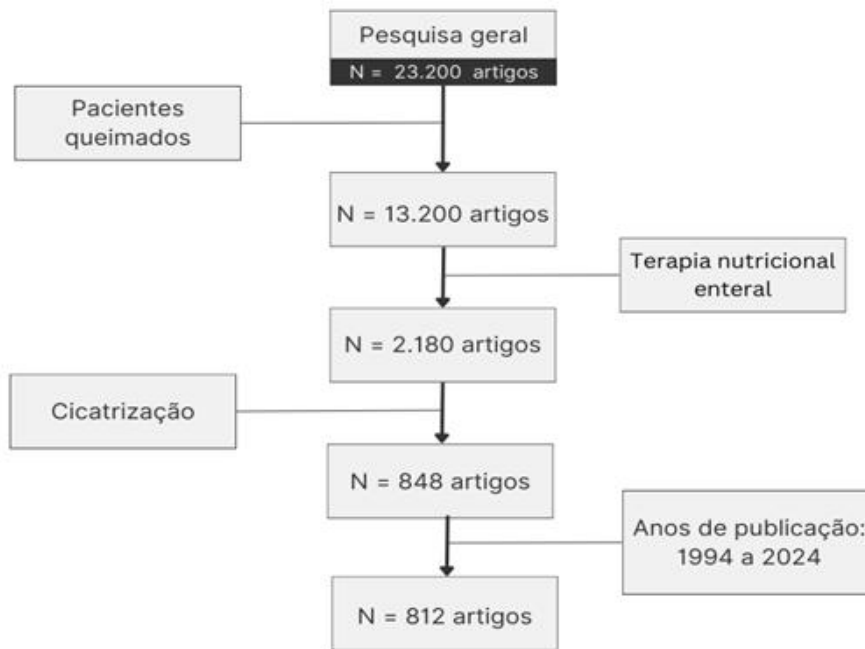 Pesquisa geral
N = 23.200 artigos
Pacientes
queimados
N = 13.200 artigos
Terapia nutricional
enteral
N = 2.180 artigos
Cicatrização
N = 848 artigos
Anos de publicação:
1994 a 2024
N = 812 artigos